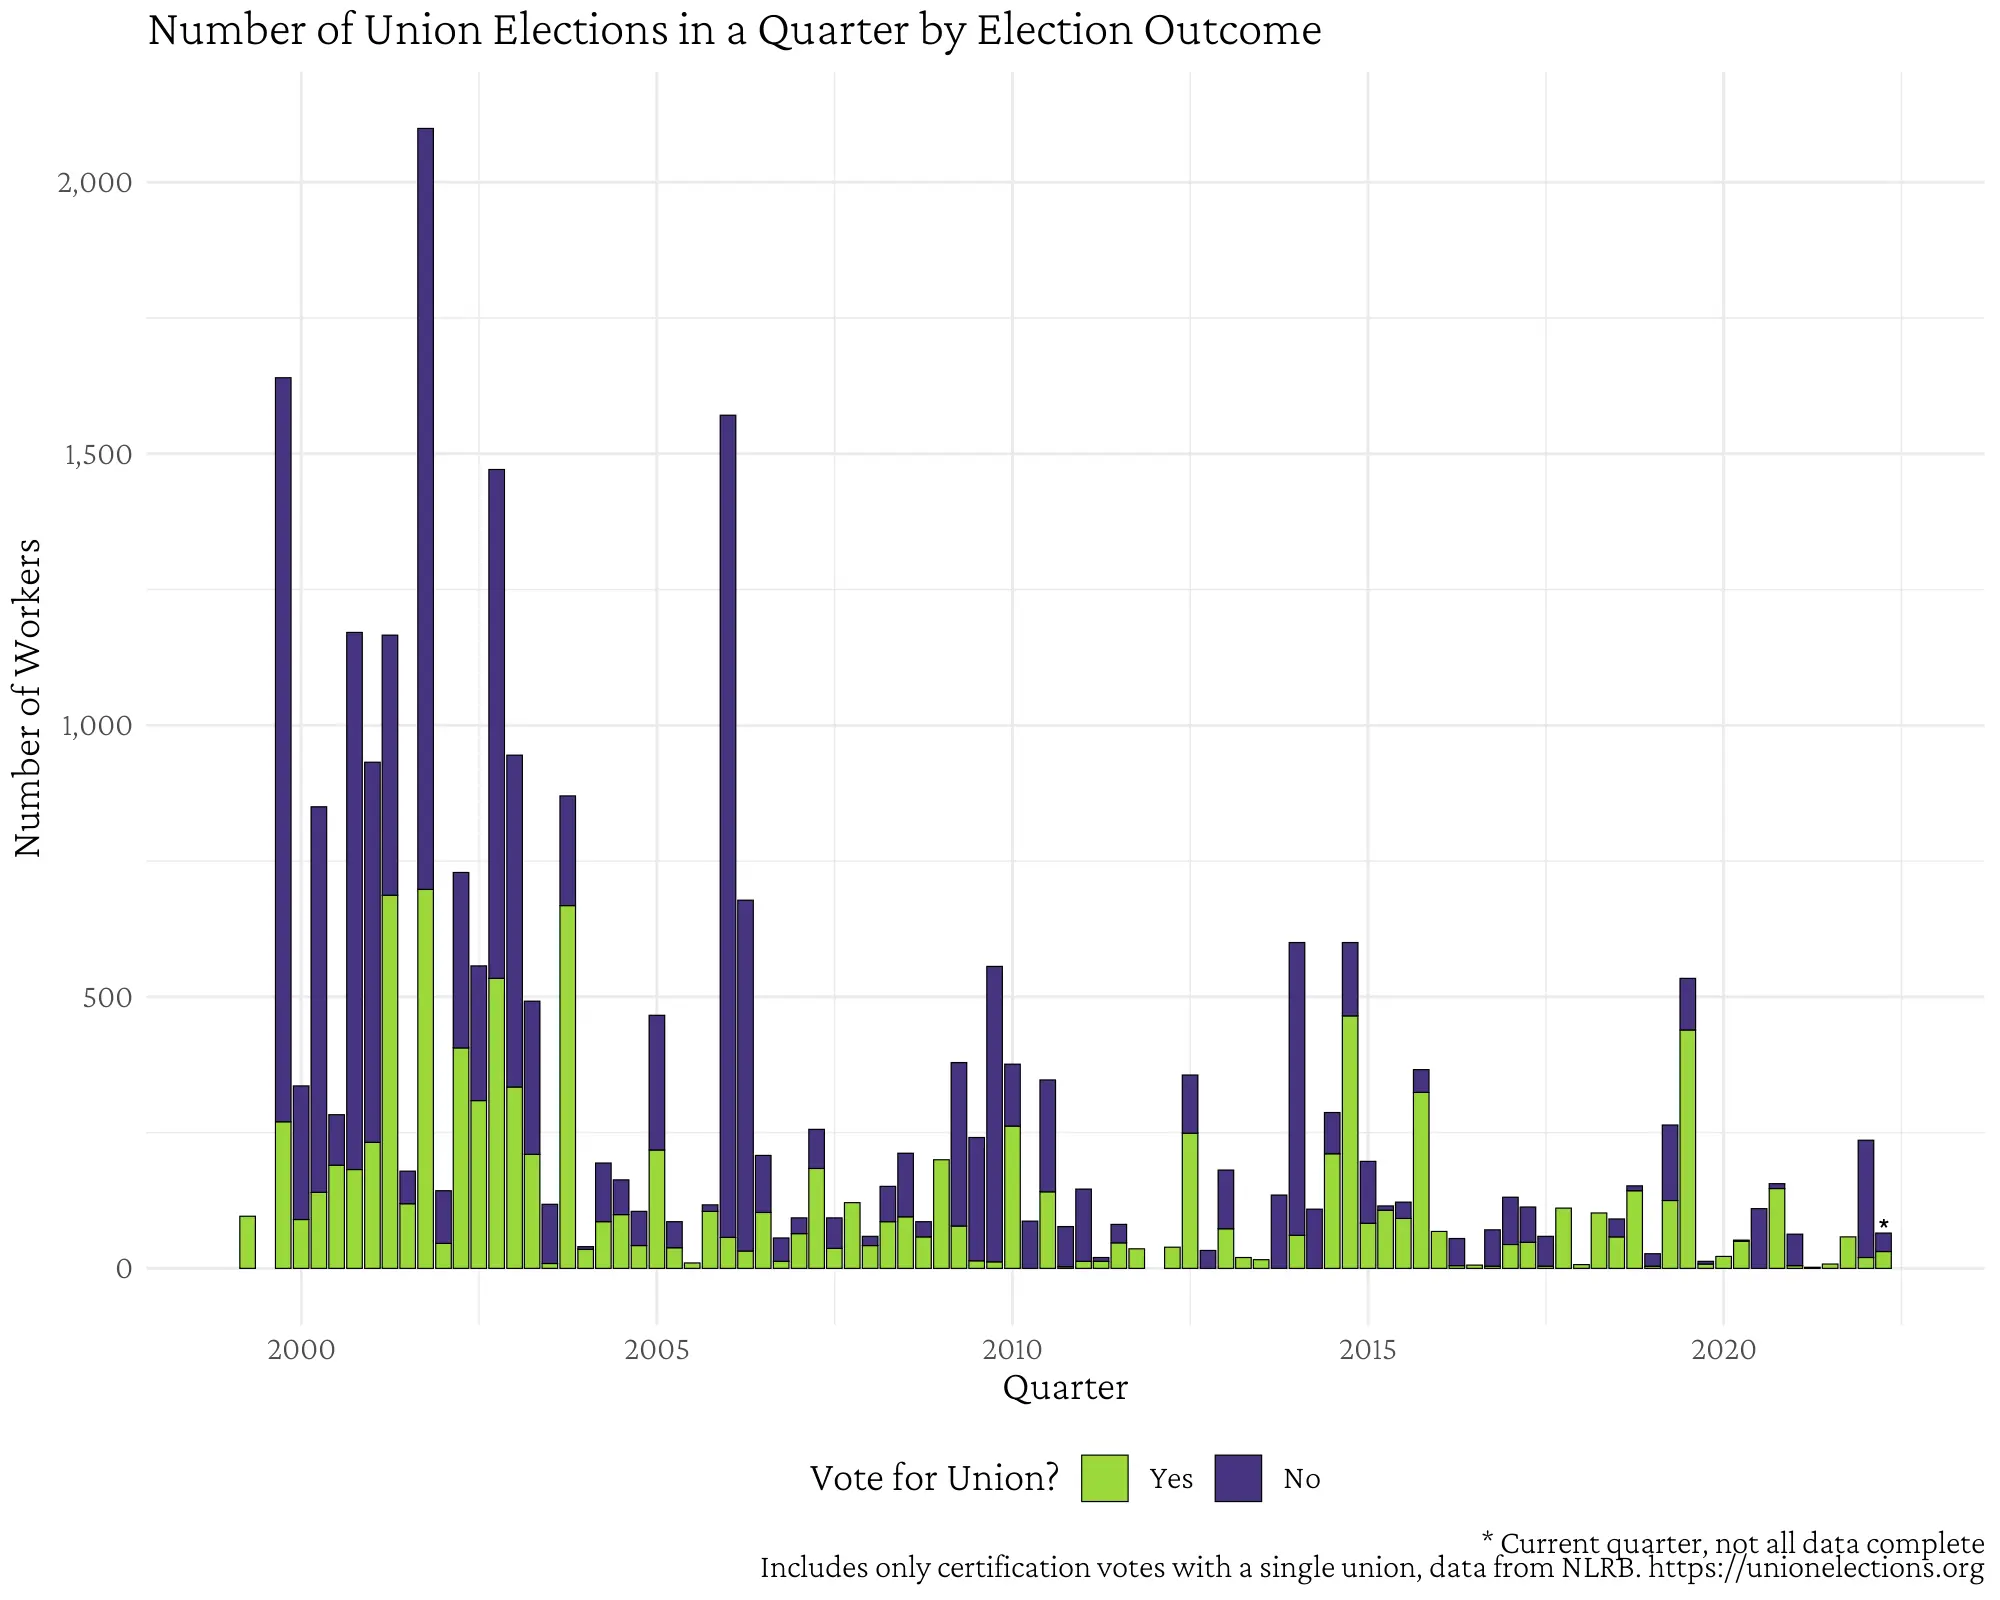 Number of Union Elections in a Quarter by Election Outcome
2,000
1,500
1,000
500
0
Number of Workers
*
2000 2005 2010 2015 2020
Quarter
Vote for Union? Yes No
* Current quarter, not all data complete
Includes only certification votes with a single union, data from NLRB. https://unionelections.org